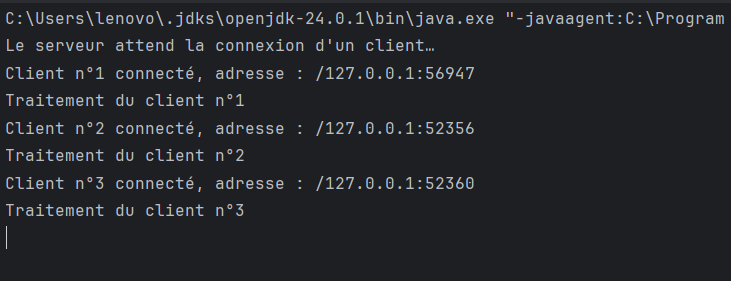 C:\Users\lenovo\.jdks\openjdk-24.0.1\bin\java.exe "-javaagent:C:\Program
Le serveur attend la connexion d'un client…
Client n°1 connecté, adresse : /127.0.0.1:56947
Traitement du client n°1
Client n°2 connecté, adresse : /127.0.0.1:52356
Traitement du client n°2
Client n°3 connecté, adresse : /127.0.0.1:52360
Traitement du client n°3